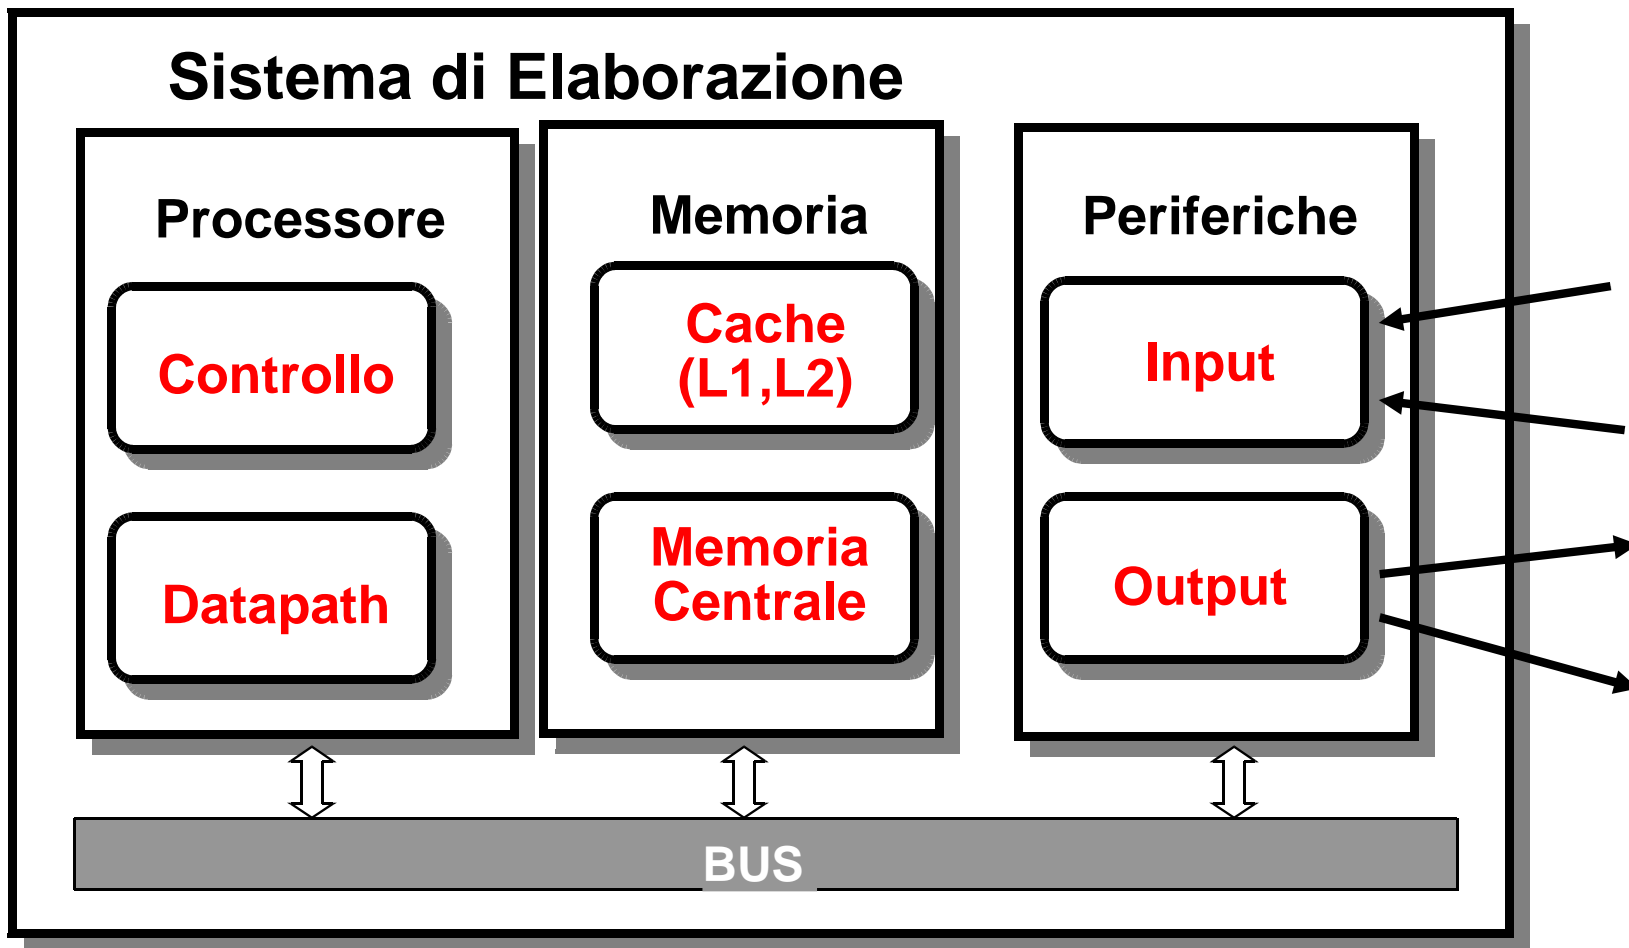 Sistema di Elaborazione
Processore
Controllo
Datapath
Memoria
Cache
(L1,L2)
Memoria
Centrale
Periferiche
Input
Output
BUS